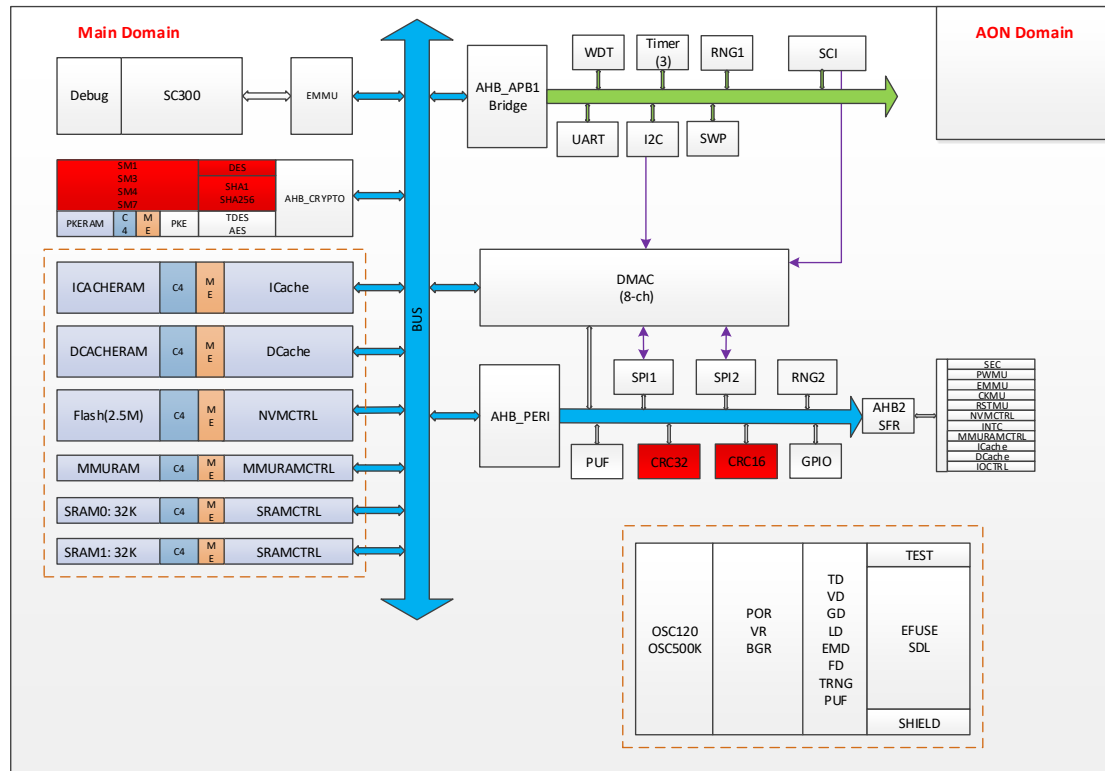 Main Domain
AON Domain
Debug
SC300
EMMU
AHB_APB1
Bridge
WDT
Timer
(3)
RNG1
SCI
UART
I2C
SWP
SM1
SM3
SM4
SM7
DES
SHA1
SHA256
AHB_CRYPTO
PKERAM
C
4
M
E
PKE
TDES
AES
BUS
ICACHERAM
C4
M
E
ICache
DCACHERAM
C4
M
E
DCache
Flash(2.5M)
C4
M
E
NVMCTRL
MMURAM
C4
M
E
MMURAMCTRL
SRAM0: 32K
C4
M
E
SRAMCTRL
SRAM1: 32K
C4
M
E
SRAMCTRL
DMAC
(8-ch)
SPI1
SPI2
RNG2
AHB_PERI
AHB2
SFR
PUF
CRC32
CRC16
GPIO
SEC
PWMU
EMMU
CKMU
RSTMU
NVMCTRL
INTC
MMURAMCTRL
ICache
DCache
IOCTRL
OSC120
OSC500K
POR
VR
BGR
TD
VD
GD
LD
EMD
FD
TRNG
PUF
TEST
EFUSE
SDL
SHIELD